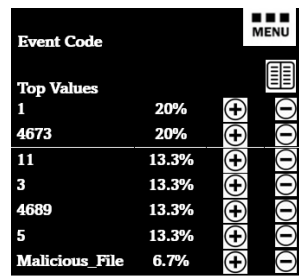 MENU
Event Code
Top Values
1 20%
4673 20%
11 13.3%
3 13.3%
4689 13.3%
5 13.3%
Malicious_File 6.7%